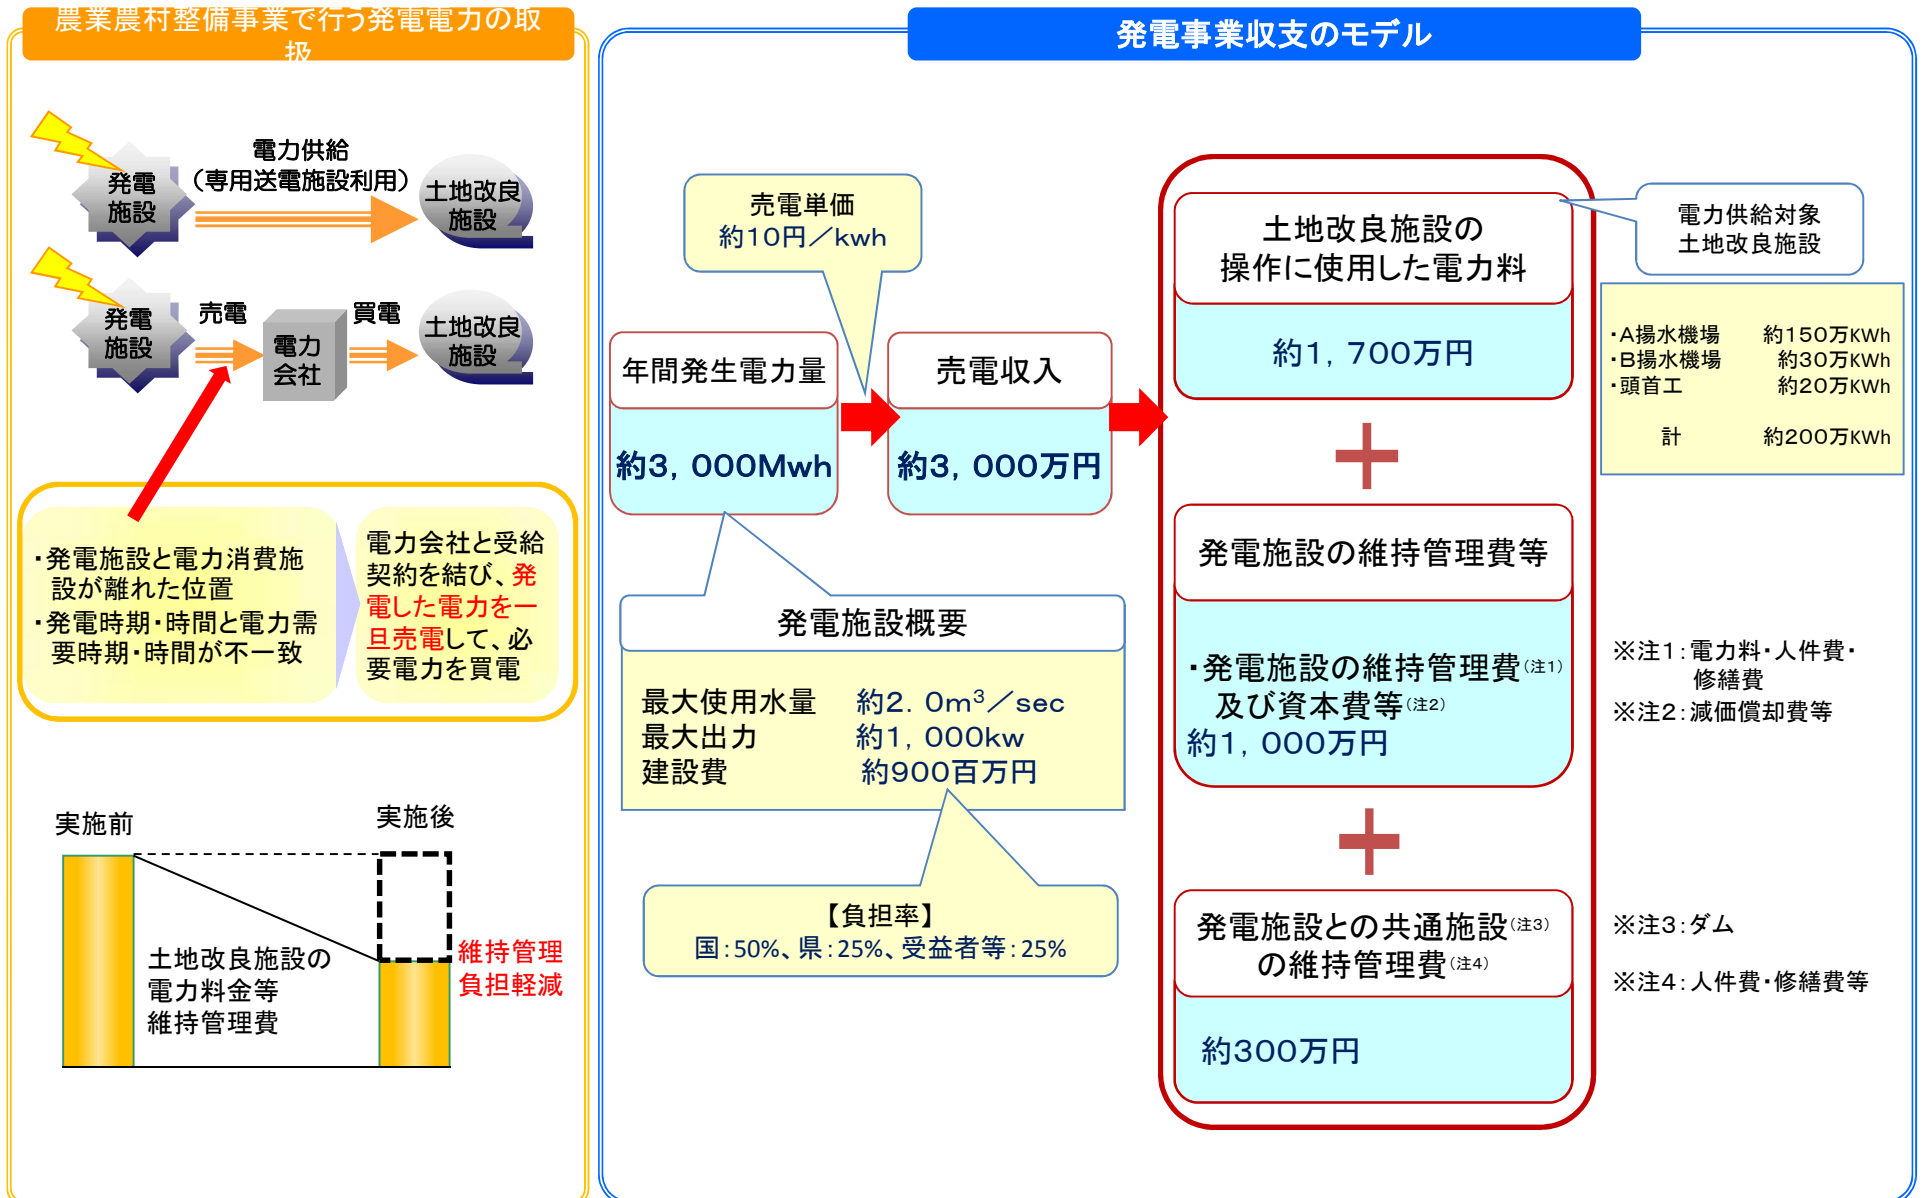 農業農村整備事業で行う発電電力の取
扱
発電
施設
電力供給
（専用送電施設利用）
土地改良
施設
発電
施設
売電
電力
会社
買電
土地改良
施設
・発電施設と電力消費施
設が離れた位置
・発電時期・時間と電力需
要時期・時間が不一致
電力会社と受給
契約を結び、発
電した電力を一
旦売電して、必
要電力を買電
実施前
実施後
土地改良施設の
電力料金等
維持管理費
維持管理
負担軽減
発電事業収支のモデル
売電単価
約10円／kwh
年間発生電力量
約3，000Mwh
売電収入
約3，000万円
発電施設概要
最大使用水量 約2．0m³／sec
最大出力 約1，000kw
建設費 約900百万円
【負担率】
国：50%、県：25%、受益者等：25%
土地改良施設の
操作に使用した電力料
約1，700万円
発電施設の維持管理費等
・発電施設の維持管理費（注1）
及び資本費等（注2）
約1，000万円
発電施設との共通施設（注3）
の維持管理費（注4）
約300万円
電力供給対象
土地改良施設
・A揚水機場 約150万KWh
・B揚水機場 約30万KWh
・頭首工 約20万KWh
計 約200万KWh
※注1：電力料・人件費・
修繕費
※注2：減価償却費等
※注3：ダム
※注4：人件費・修繕費等